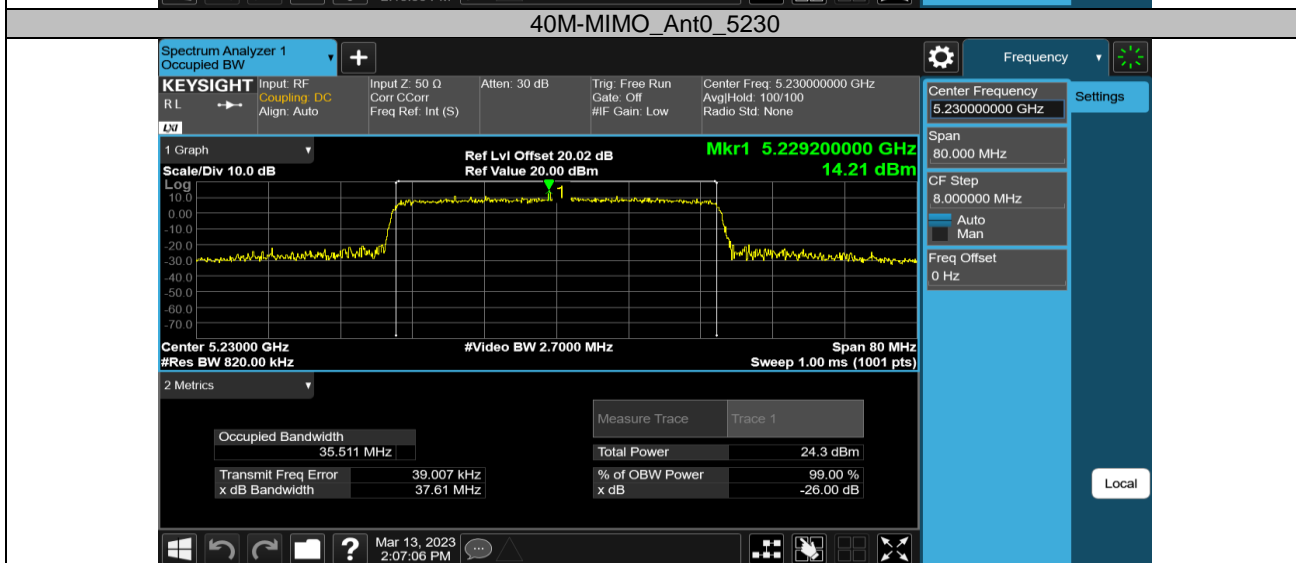 40M-MIMO_Ant0_5230
Spectrum Analyzer 1
Occupied BW
Frequency
KEYSIGHT
R L
LXI
Input: RF
Coupling: DC
Align: Auto
Input Z: 50 Ω
Corr CCorr
Freq Ref: Int (S)
Atten: 30 dB
Trig: Free Run
Gate: Off
#IF Gain: Low
Center Freq: 5.230000000 GHz
Avg|Hold: 100/100
Radio Std: None
Center Frequency
5.230000000 GHz
Settings
Span
80.000 MHz
CF Step
8.000000 MHz
Auto
Man
Freq Offset
0 Hz
1 Graph
Scale/Div 10.0 dB
Ref Lvl Offset 20.02 dB
Ref Value 20.00 dBm
Mkr1 5.229200000 GHz
14.21 dBm
Log
10.0
0.00
-10.0
-20.0
-30.0
-40.0
-50.0
-60.0
-70.0
1
Center 5.23000 GHz
#Video BW 2.7000 MHz
Span 80 MHz
#Res BW 820.00 kHz
Sweep 1.00 ms (1001 pts)
2 Metrics
Measure Trace
Trace 1
Occupied Bandwidth
35.511 MHz
Total Power
24.3 dBm
Transmit Freq Error
39.007 kHz
% of OBW Power
99.00 %
x dB Bandwidth
37.61 MHz
x dB
-26.00 dB
Local
?
Mar 13, 2023
2:07:06 PM